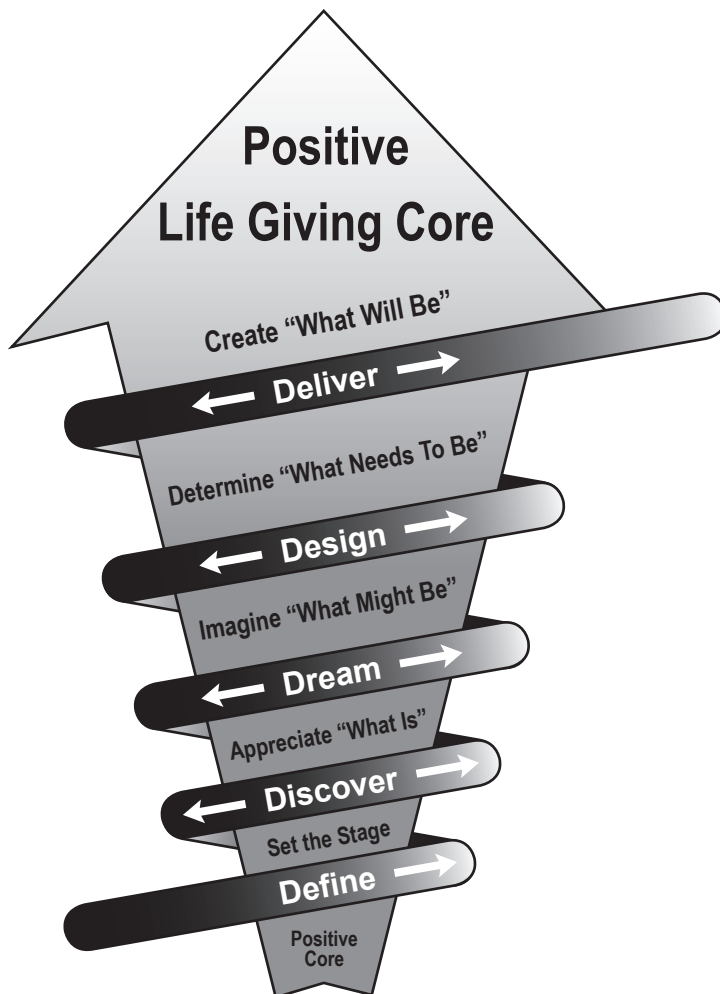 Positive
Life Giving Core
Create “What Will Be”
Deliver
Determine “What Needs To Be”
Design
Imagine “What Might Be”
Dream
Appreciate “What Is”
Discover
Set the Stage
Define
Positive
Core